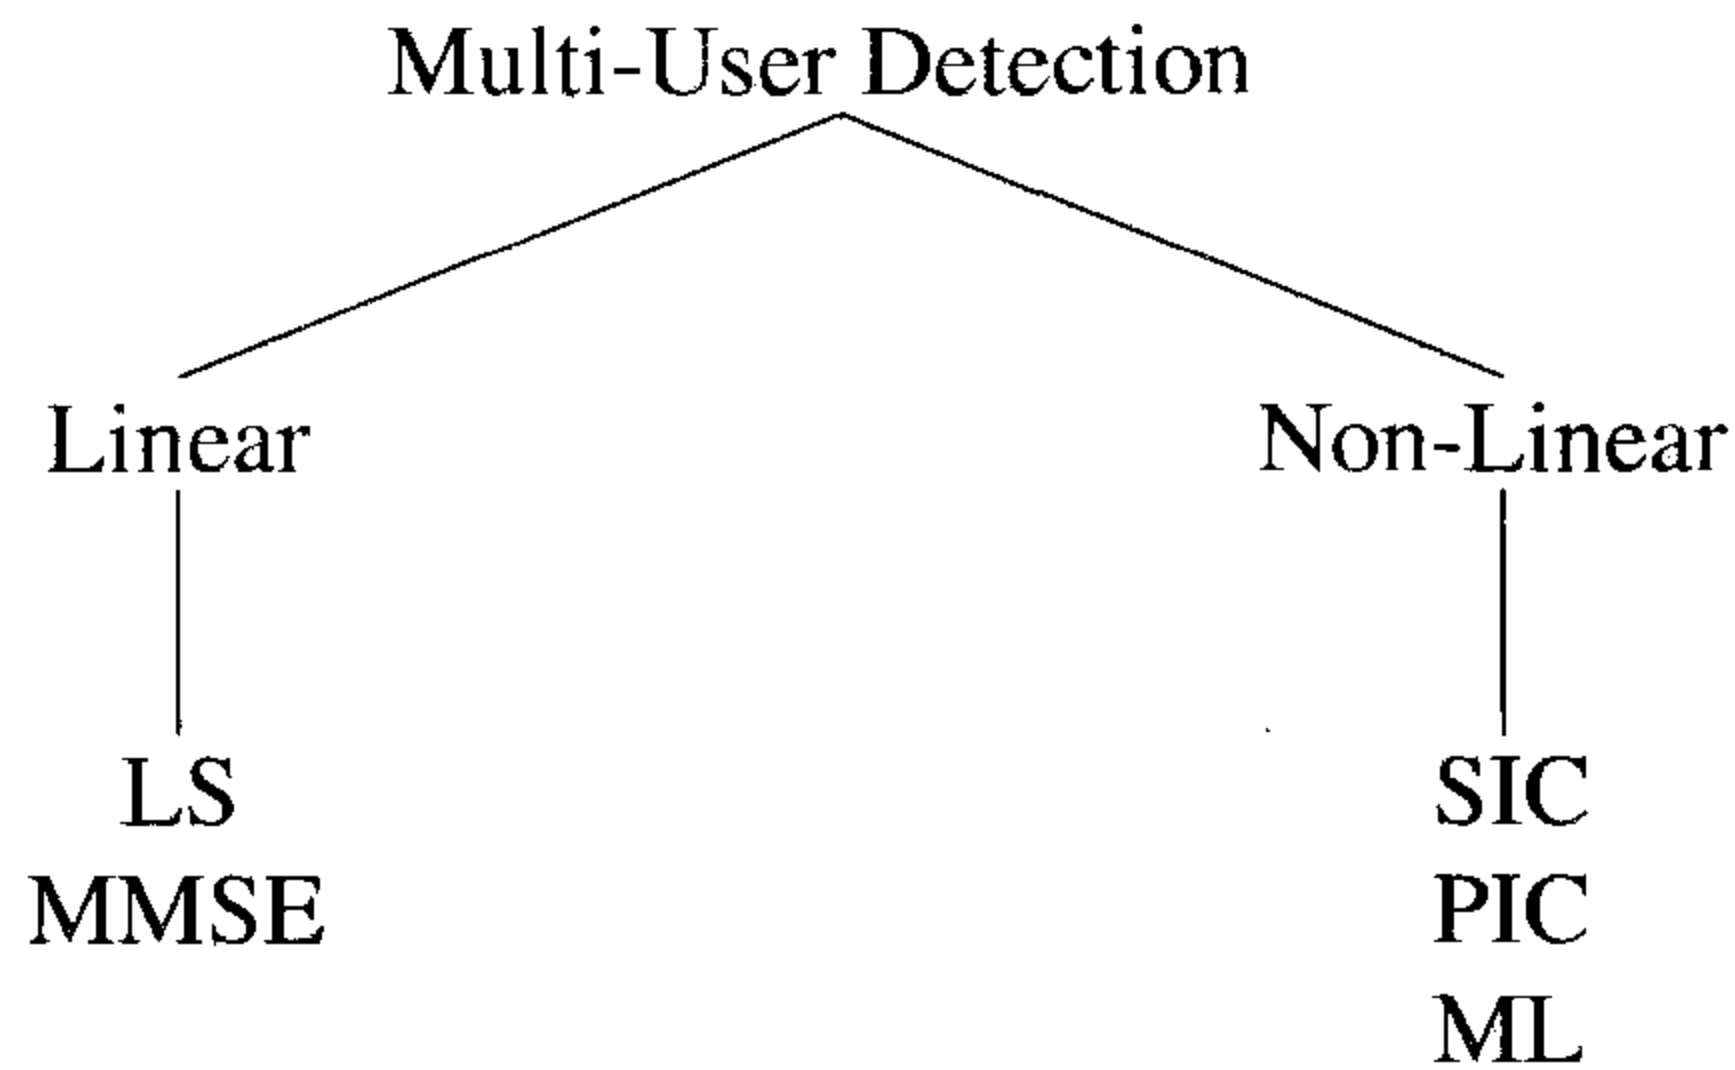 Multi-User Detection
Linear
Non-Linear
LS
MMSE
SIC
PIC
ML